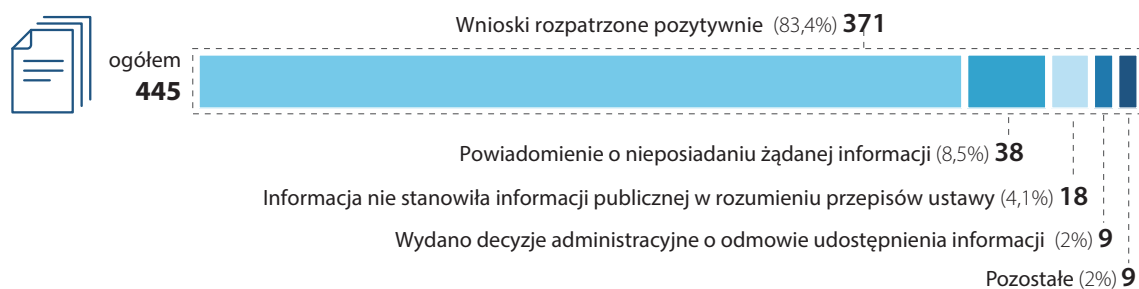 Wnioski rozpatrzone pozytywnie (83,4%) 371
ogółem
445
Powiadomienie o nieposiadaniu żądanej informacji (8,5%) 38
Informacja nie stanowiła informacji publicznej w rozumieniu przepisów ustawy (4,1%) 18
Wydano decyzje administracyjne o odmowie udostępnienia informacji (2%) 9
Pozostałe (2%) 9